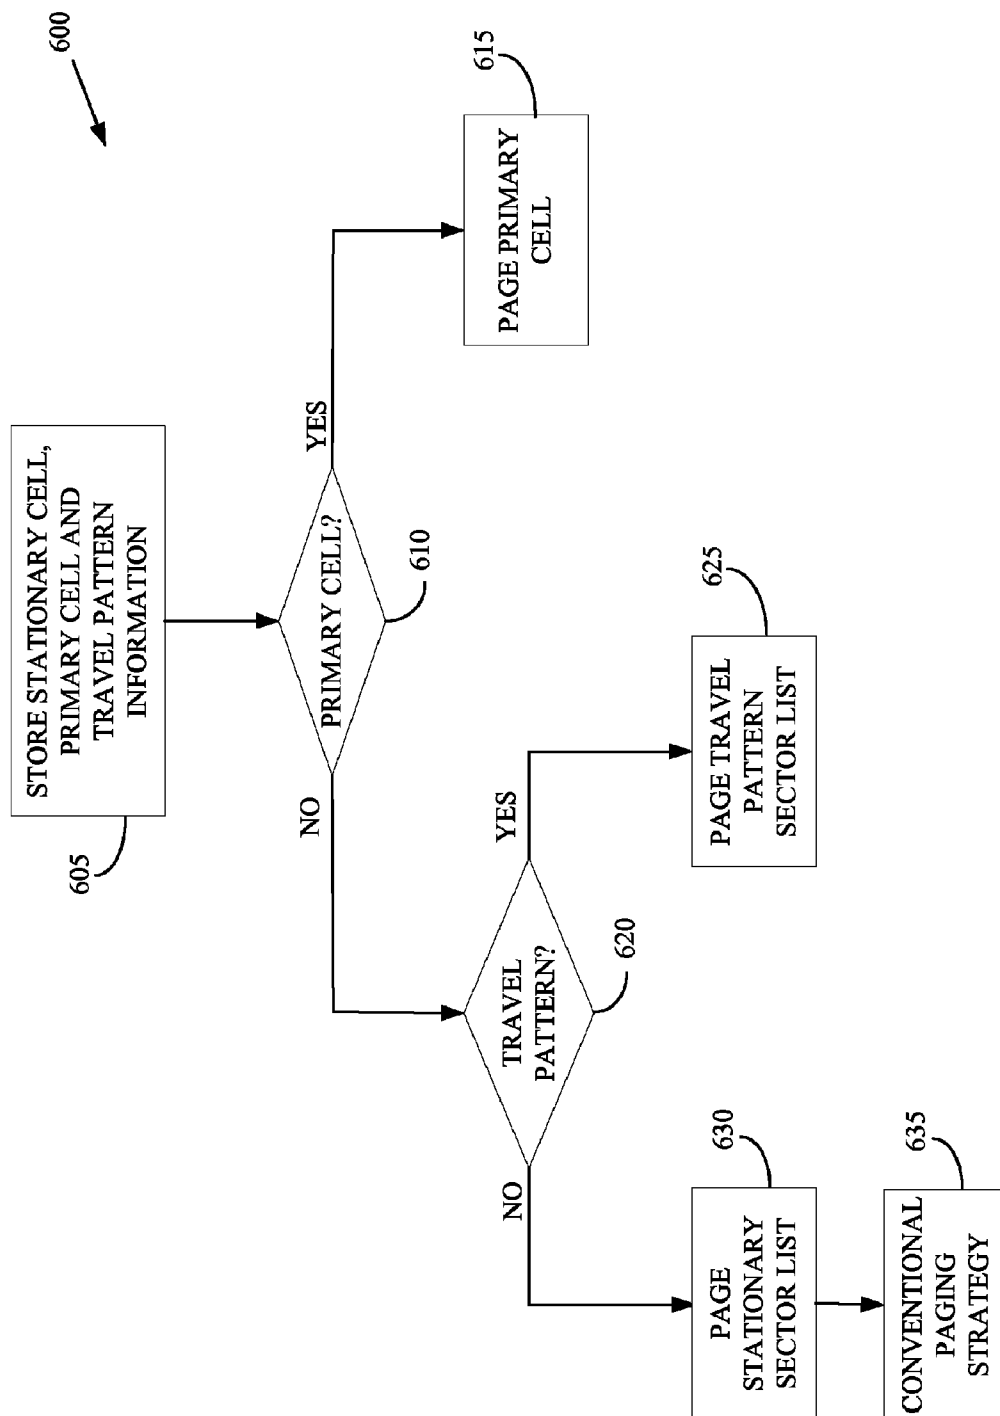 600
STORE STATIONARY CELL,
PRIMARY CELL AND
TRAVEL PATTERN
INFORMATION
605
PRIMARY CELL?
610
YES
NO
PAGE PRIMARY
CELL
615
TRAVEL
PATTERN?
620
YES
NO
PAGE TRAVEL
PATTERN
SECTOR LIST
625
PAGE
STATIONARY
SECTOR LIST
630
CONVENTIONAL
PAGING
STRATEGY
635